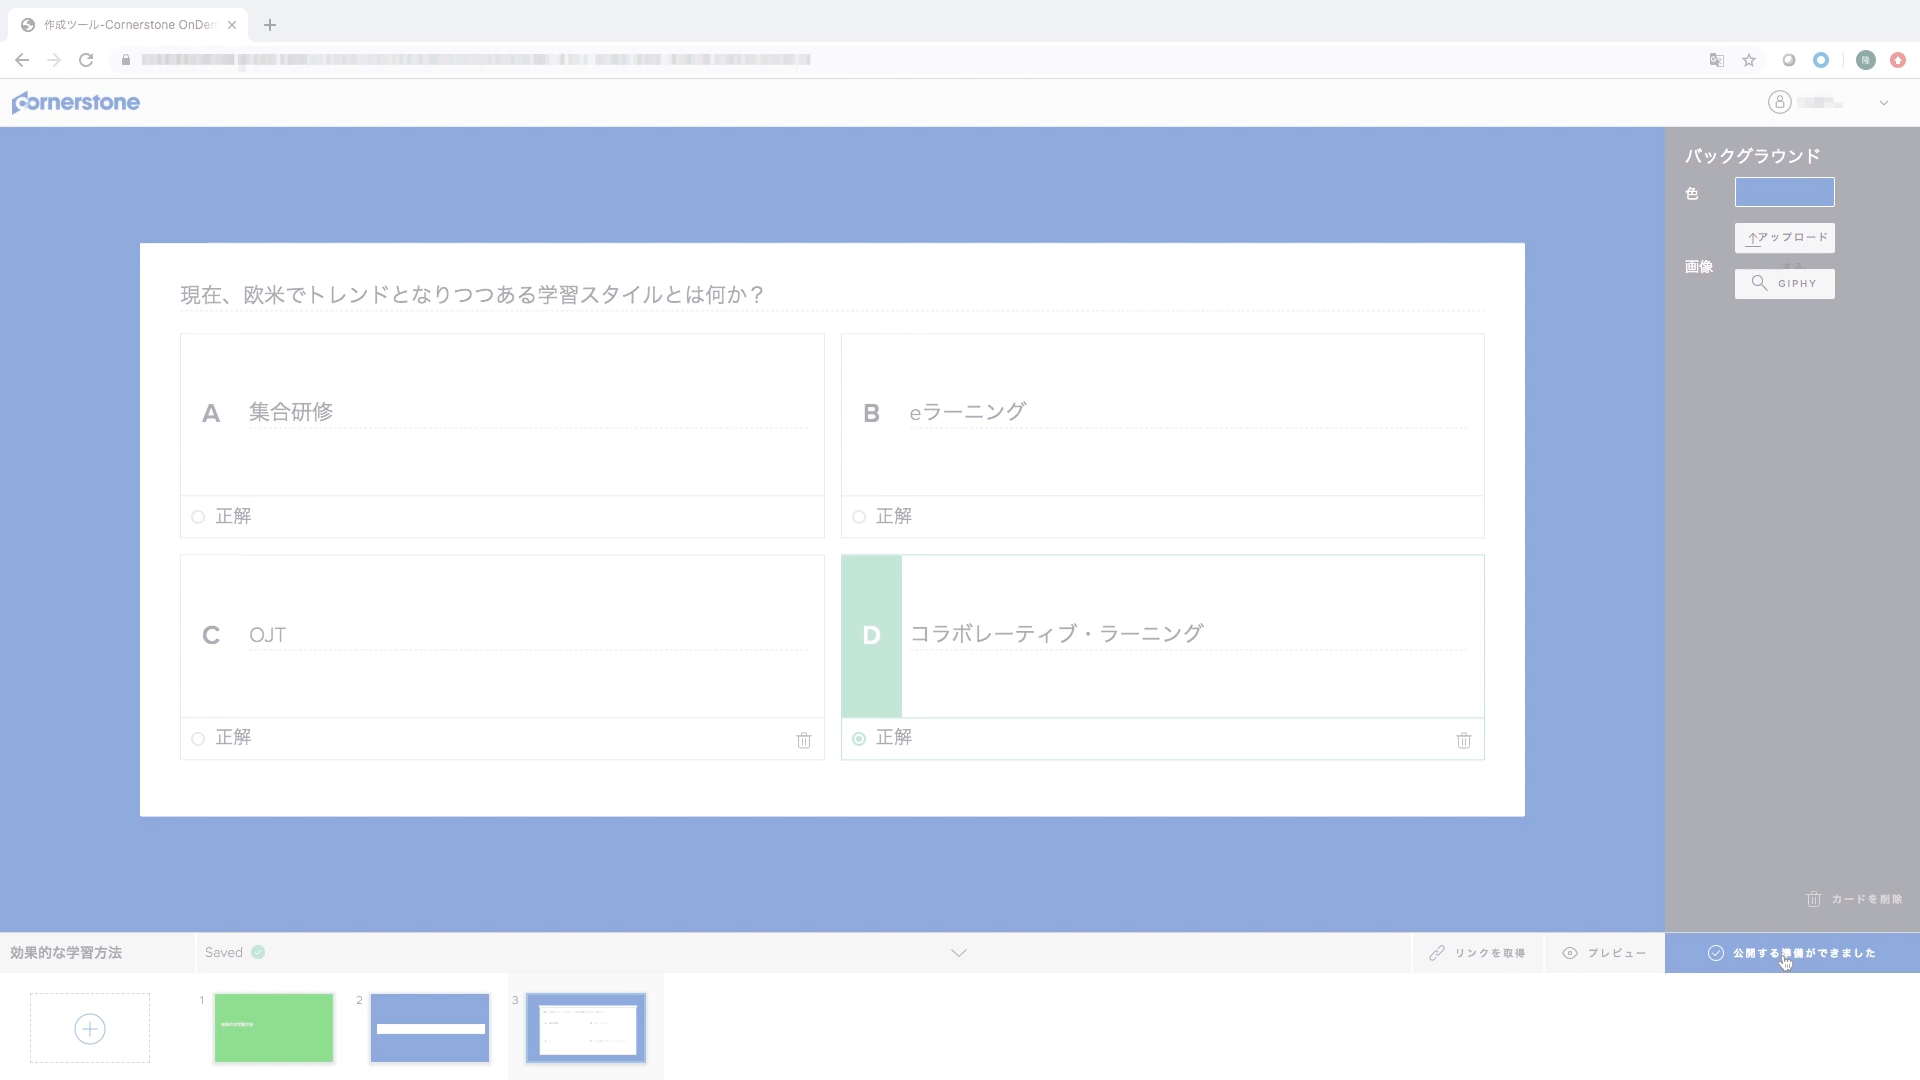 作成ツール-Cornerstone OnDem
Cornerstone
バックグラウンド
色
アップロード
画像
GIPHY
現在、欧米でトレンドとなりつつある学習スタイルとは何か？
A 集合研修
B eラーニング
正解
正解
C OJT
D コラボレーティブ・ラーニング
正解
正解
カードを削除
効果的な学習方法
Saved
リンクを取得
プレビュー
公開する準備ができました
1
2
3